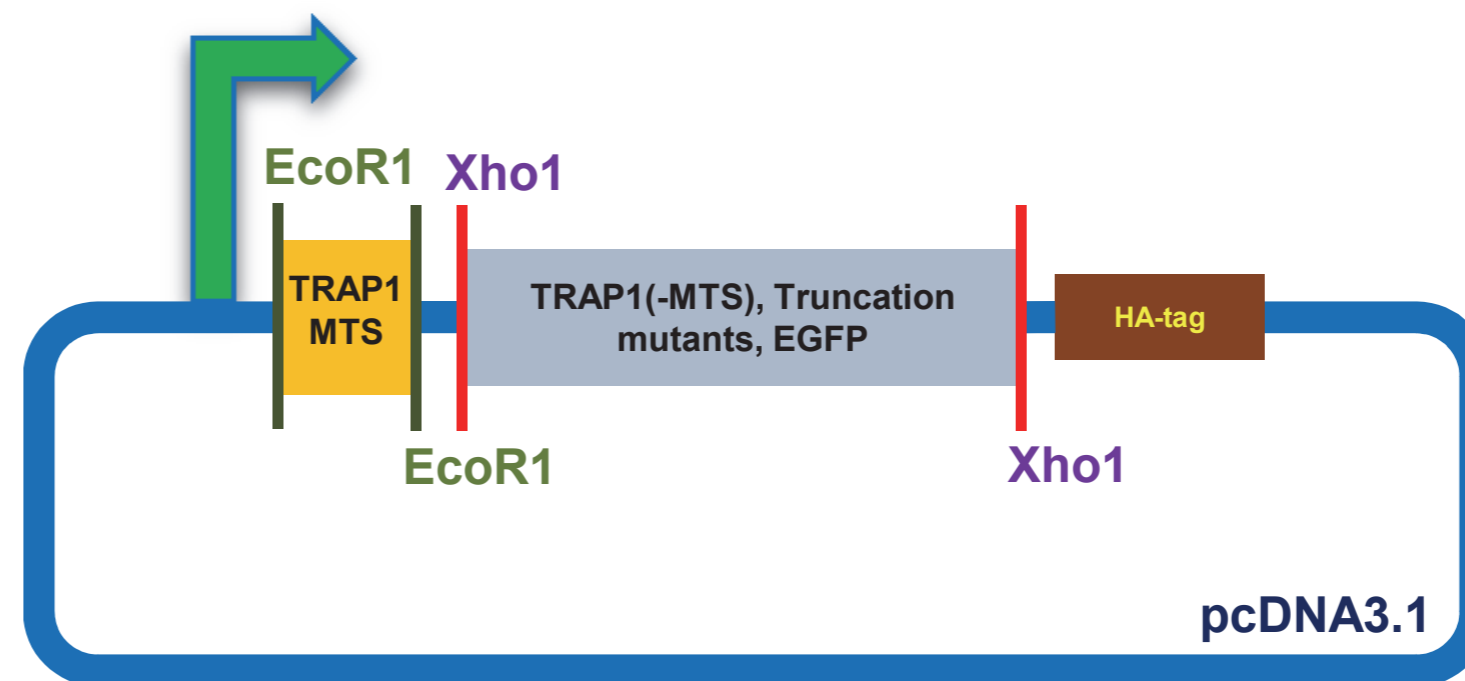 EcoR1
Xho1
TRAP1
MTS
TRAP1(-MTS), Truncation
mutants, EGFP
HA-tag
EcoR1
Xho1
pcDNA3.1